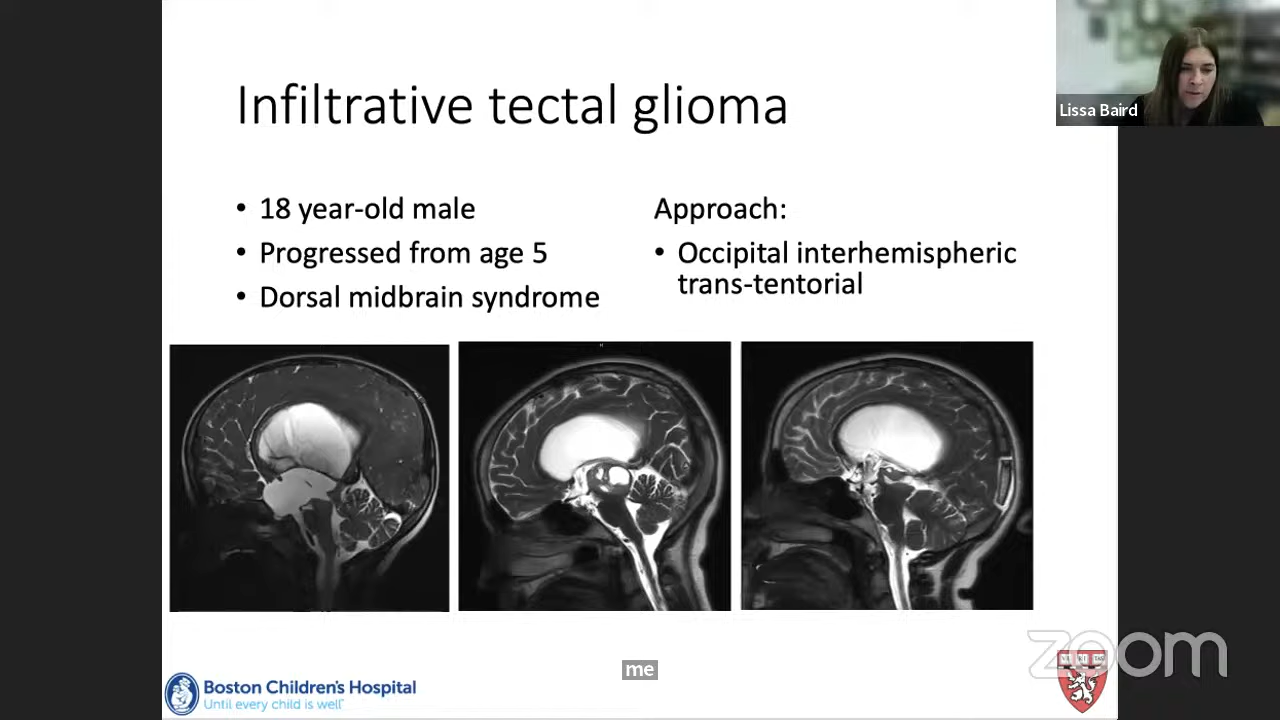 Infiltrative tectal glioma
Lissa Baird
• 18 year-old male
• Progressed from age 5
• Dorsal midbrain syndrome
Approach:
• Occipital interhemispheric
trans-tentorial
me
zoom
Boston Children's Hospital
Until every child is well